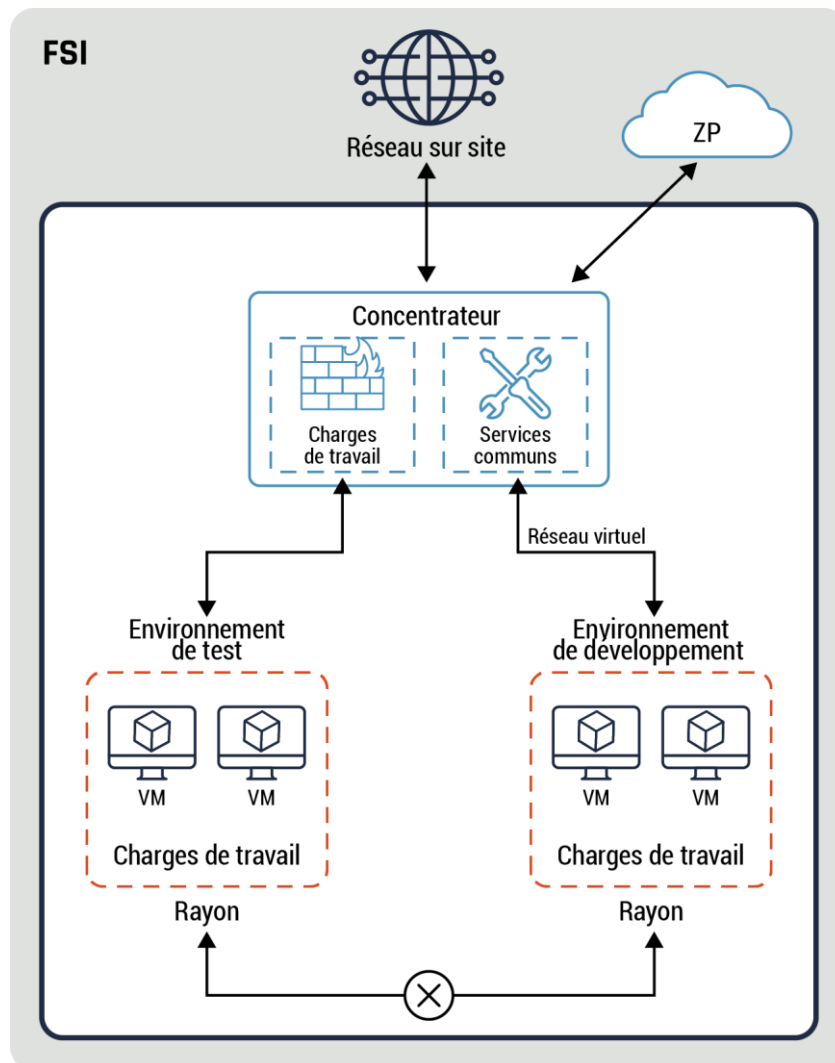 FSI
Réseau sur site
ZP
Concentrateur
Charges
de travail
Services
communs
Réseau virtuel
Environnement
de test
Environnement
de développement
VM
VM
VM
VM
Charges de travail
Charges de travail
Rayon
Rayon